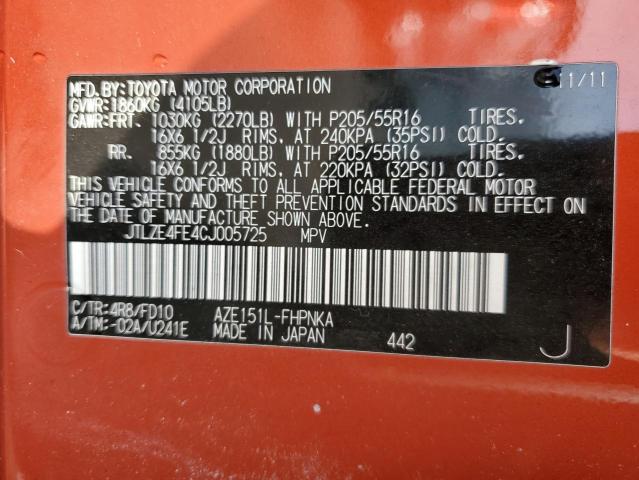 MFD. BY: TOYOTA MOTOR CORPORATION 11/11
GVWR: 1860KG (4105LB)
GAWR: FRT. 1030KG (2270LB) WITH P205/55R16 TIRES.
16X6 1/2J RIMS. AT 240KPA (35PSI) COLD.
RR. 855KG (1880LB) WITH P205/55R16 TIRES.
16X6 1/2J RIMS. AT 220KPA (32PSI) COLD.
THIS VEHICLE CONFORMS TO ALL APPLICABLE FEDERAL MOTOR
VEHICLE SAFETY AND THEFT PREVENTION STANDARDS IN EFFECT ON
THE DATE OF MANUFACTURE SHOWN ABOVE.
JTLZE4FE4CJ005725 MPV
C/TR: 4R8/FD10 AZE151L-FHPNKA
A/TM: -02A/U241E MADE IN JAPAN 442 J